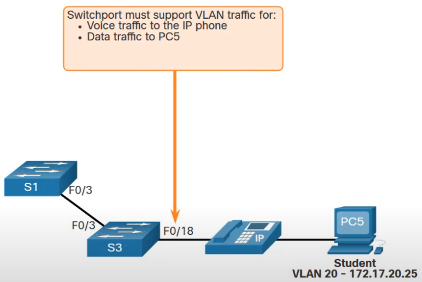 Switchport must support VLAN traffic for:
• Voice traffic to the IP phone
• Data traffic to PC5
S1
F0/3
F0/3
S3
F0/18
IP
PC5
Student
VLAN 20 - 172.17.20.25